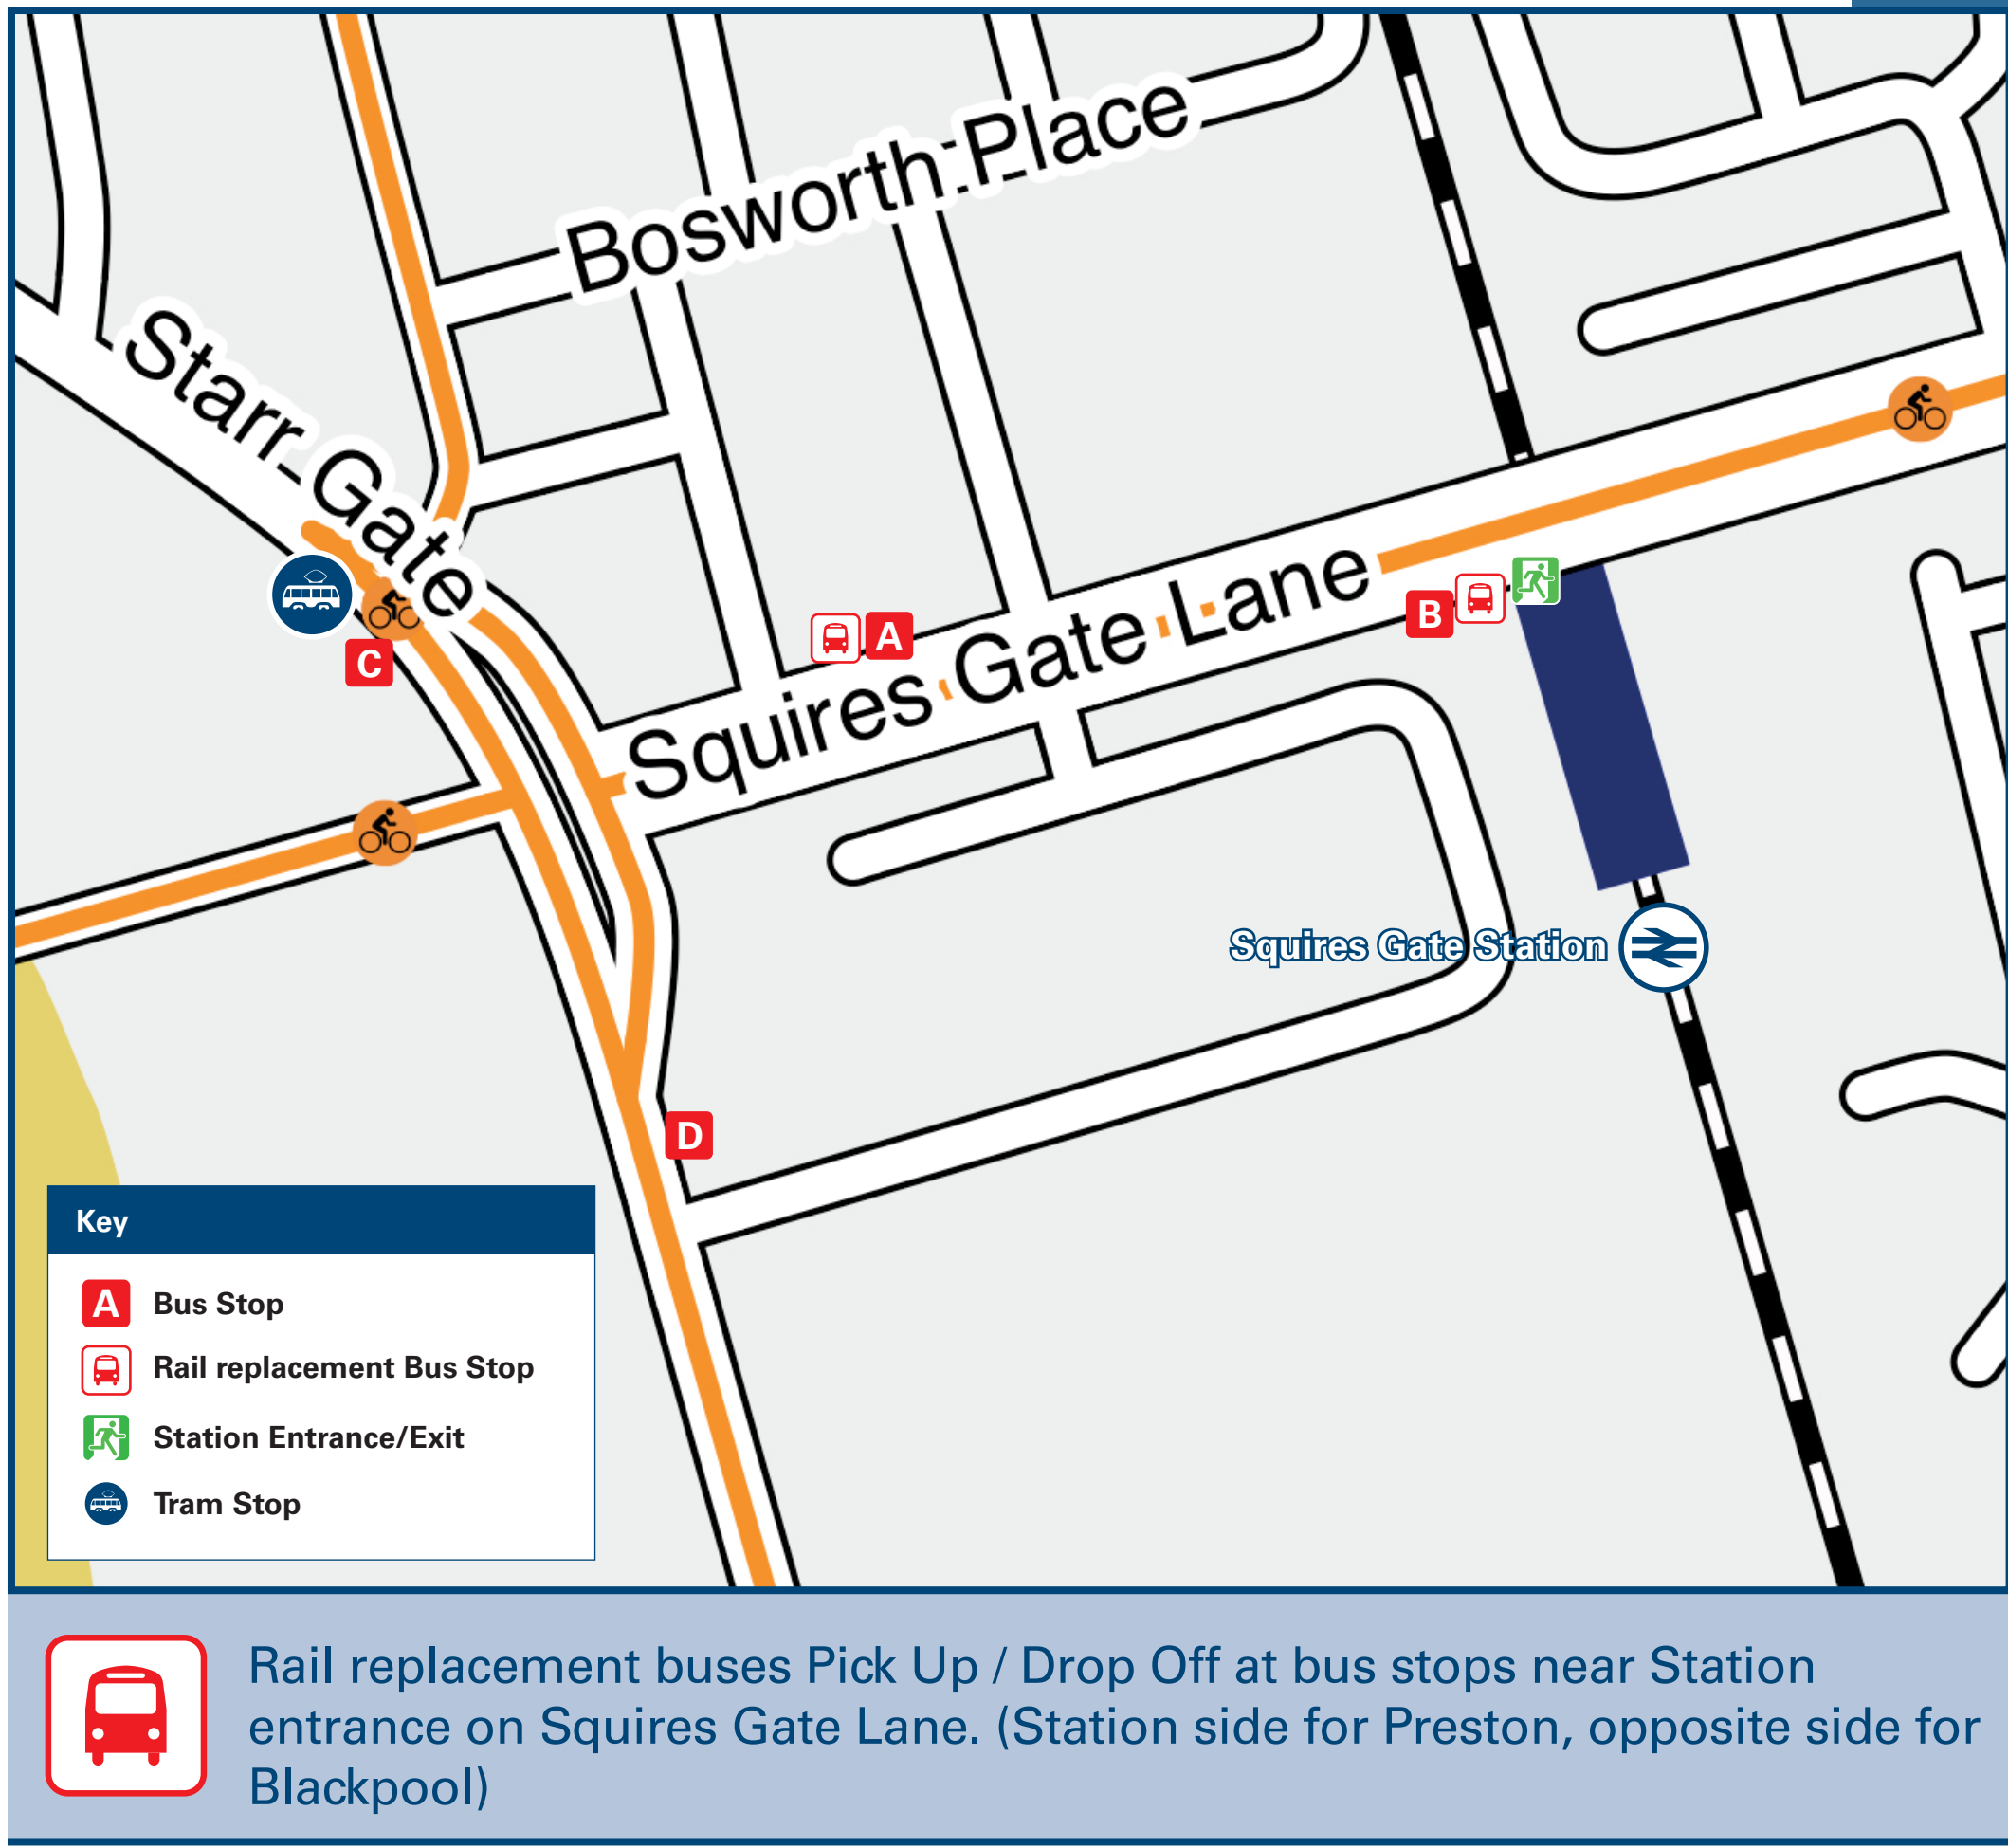 Bosworth Place
Starr Gate
Squires Gate Lane
A
B
C
Squires Gate Station
D
Key
A Bus Stop
Rail replacement Bus Stop
Station Entrance/Exit
Tram Stop
Rail replacement buses Pick Up / Drop Off at bus stops near Station
entrance on Squires Gate Lane. (Station side for Preston, opposite side for
Blackpool)